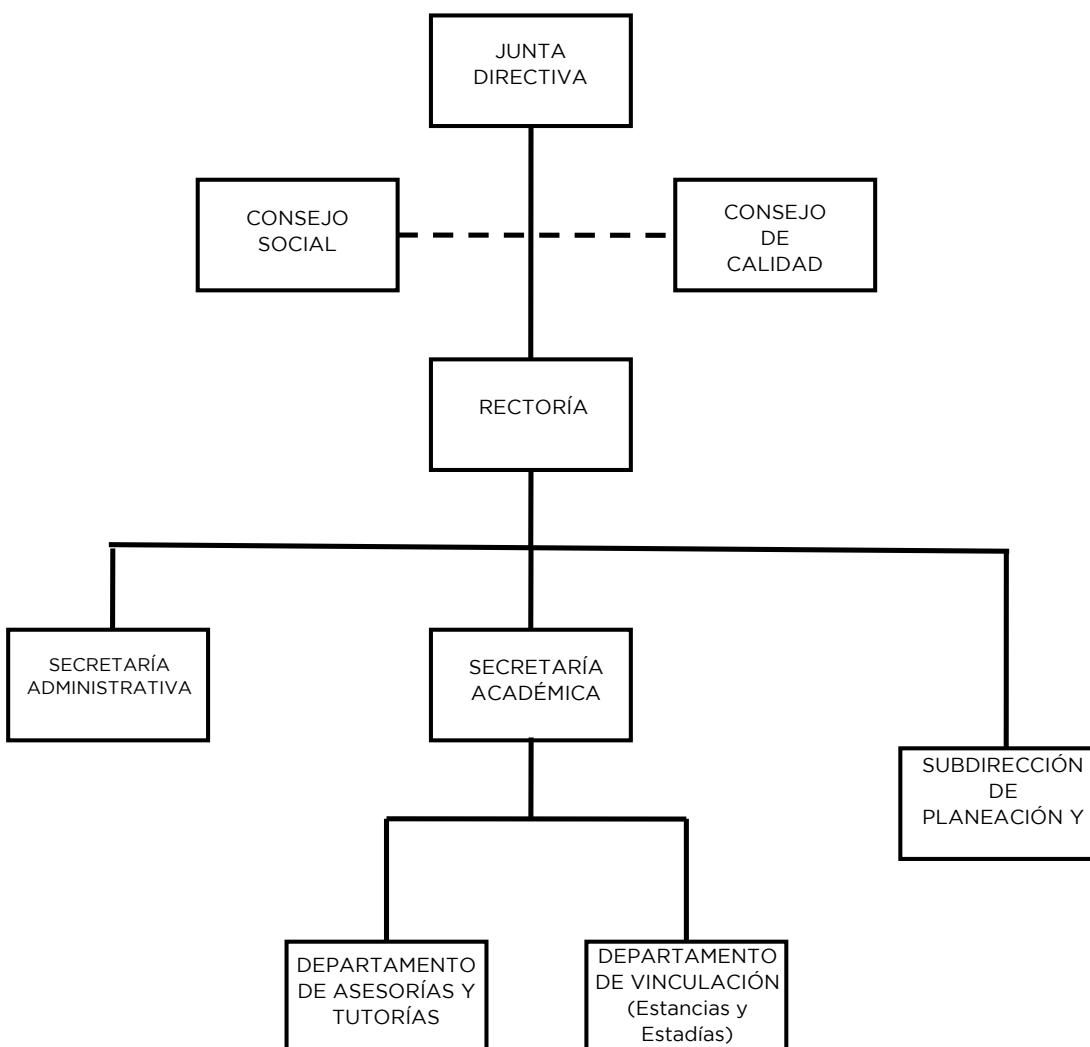 JUNTA
DIRECTIVA
CONSEJO
SOCIAL
CONSEJO
DE
CALIDAD
RECTORÍA
SECRETARÍA
ADMINISTRATIVA
SECRETARÍA
ACADÉMICA
SUBDIRECCIÓN
DE
PLANEACIÓN Y
DEPARTAMENTO
DE ASESORÍAS Y
TUTORÍAS
DEPARTAMENTO
DE VINCULACIÓN
(Estancias y
Estadías)